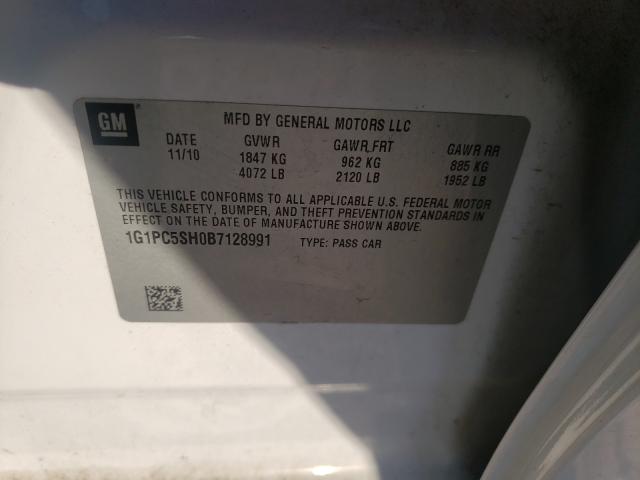 GM
MFD BY GENERAL MOTORS LLC
DATE GVWR GAWR FRT GAWR RR
11/10 1847 KG 962 KG 885 KG
4072 LB 2120 LB 1952 LB
THIS VEHICLE CONFORMS TO ALL APPLICABLE U.S. FEDERAL MOTOR
VEHICLE SAFETY, BUMPER, AND THEFT PREVENTION STANDARDS IN
EFFECT ON THE DATE OF MANUFACTURE SHOWN ABOVE.
1G1PC5SH0B7128991 TYPE: PASS CAR